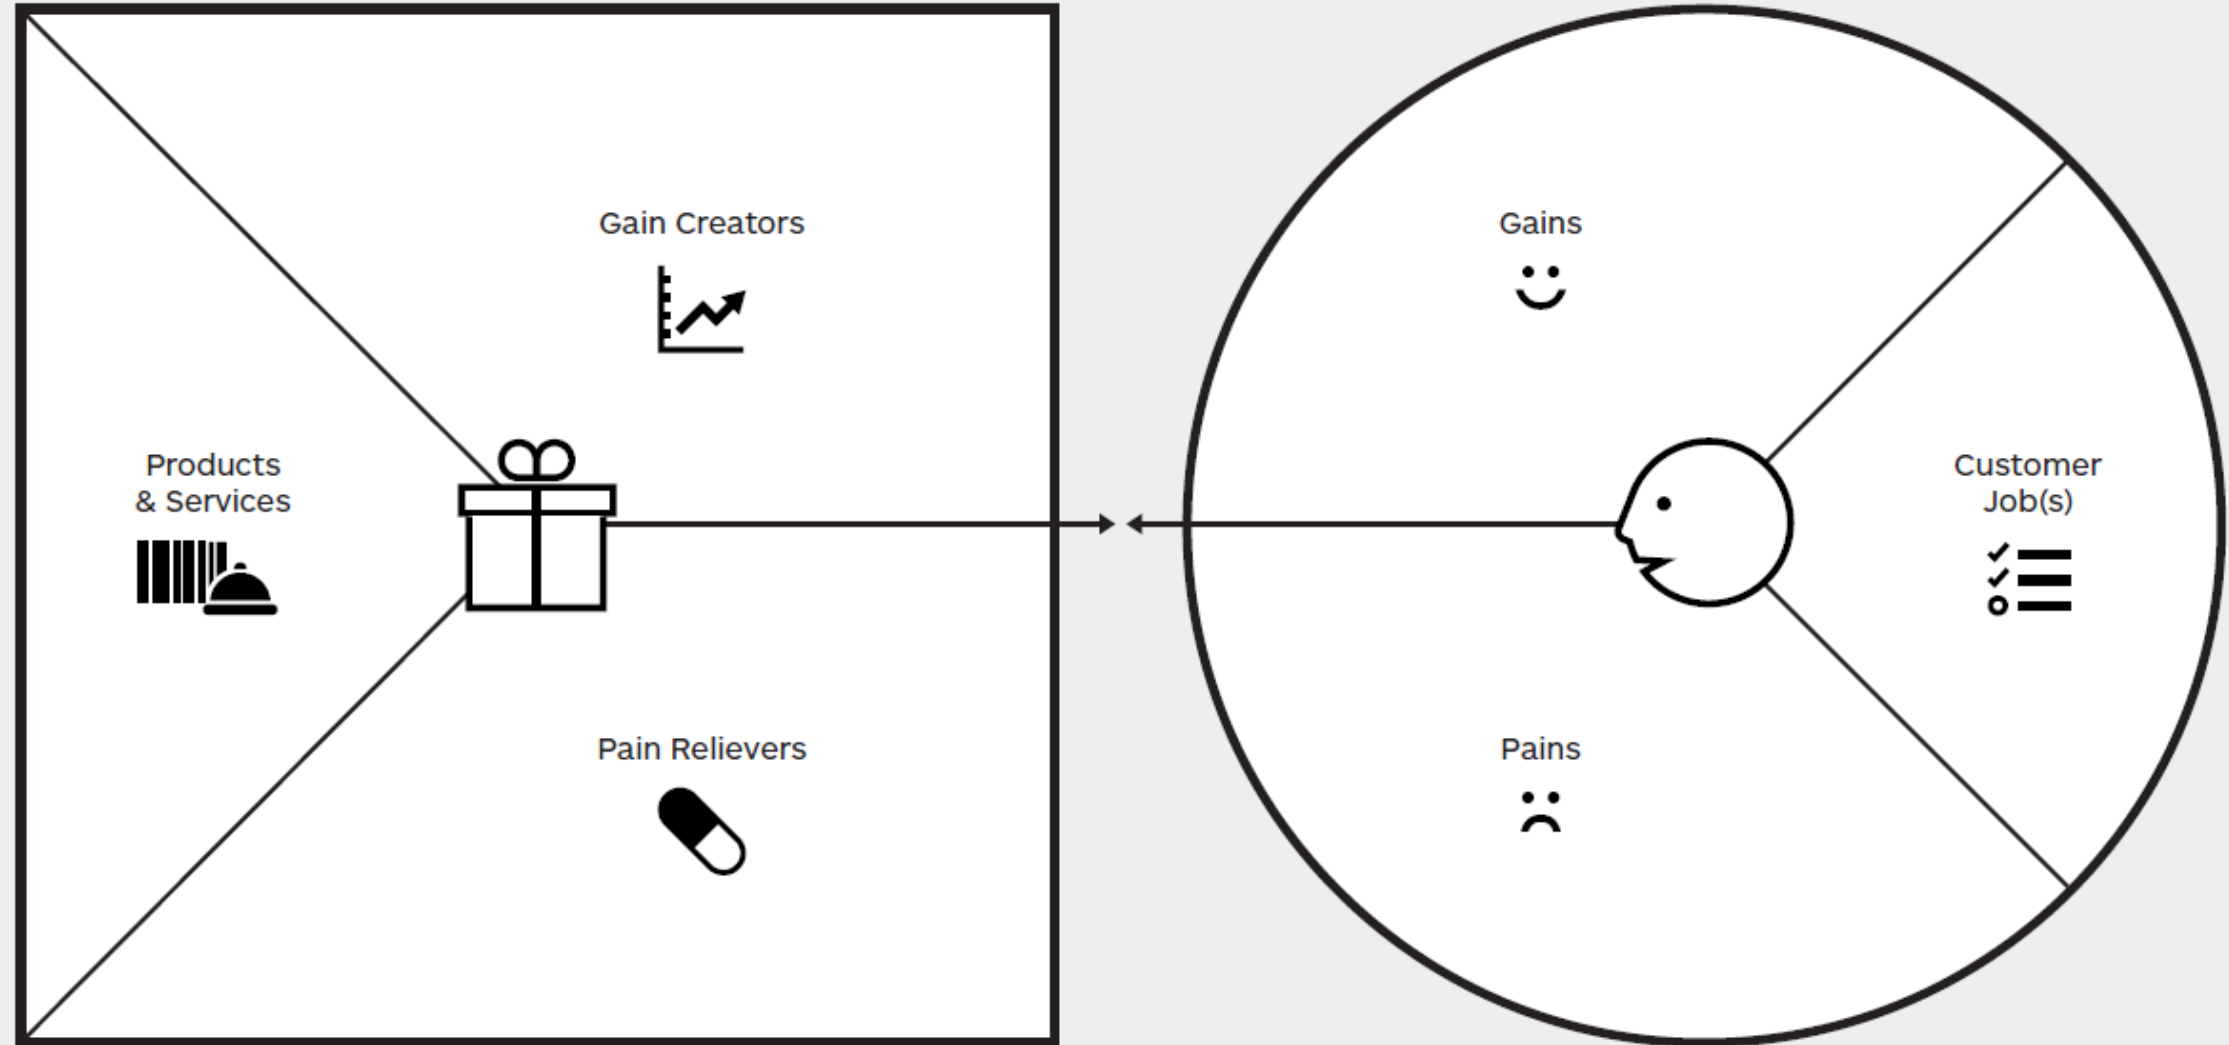 Gain Creators
Products
& Services
Pain Relievers
Gains
Customer
Job(s)
Pains